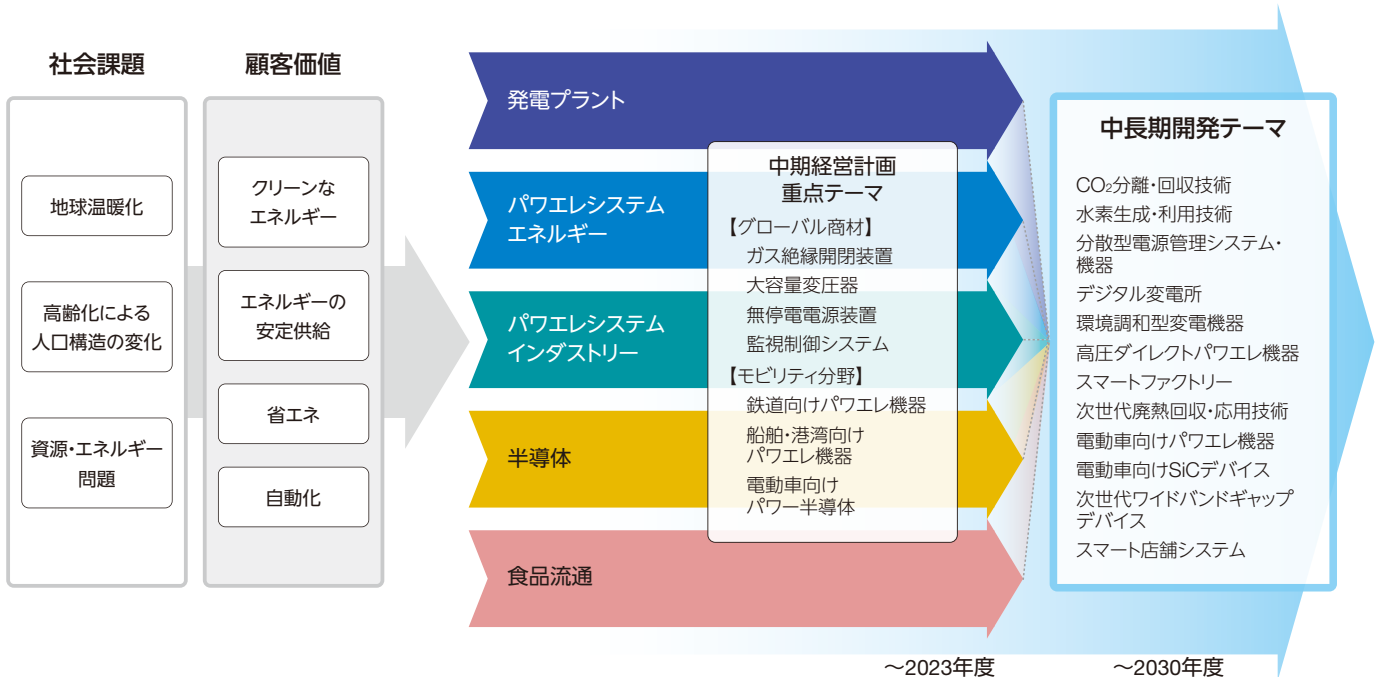 社会課題
地球温暖化
高齢化による
人口構造の変化
資源・エネルギー
問題
顧客価値
クリーンな
エネルギー
エネルギーの
安定供給
省エネ
自動化
発電プラント
パワエレシステム
エネルギー
パワエレシステム
インダストリー
半導体
食品流通
中期経営計画
重点テーマ
【グローバル商材】
ガス絶縁開閉装置
大容量変圧器
無停電電源装置
監視制御システム
【モビリティ分野】
鉄道向けパワエレ機器
船舶・港湾向け
パワエレ機器
電動車向け
パワー半導体
中長期開発テーマ
CO₂分離・回収技術
水素生成・利用技術
分散型電源管理システム・
機器
デジタル変電所
環境調和型変電機器
高圧ダイレクトパワエレ機器
スマートファクトリー
次世代廃熱回収・応用技術
電動車向けパワエレ機器
電動車向けSiCデバイス
次世代ワイドバンドギャップ
デバイス
スマート店舗システム
～2023年度
～2030年度